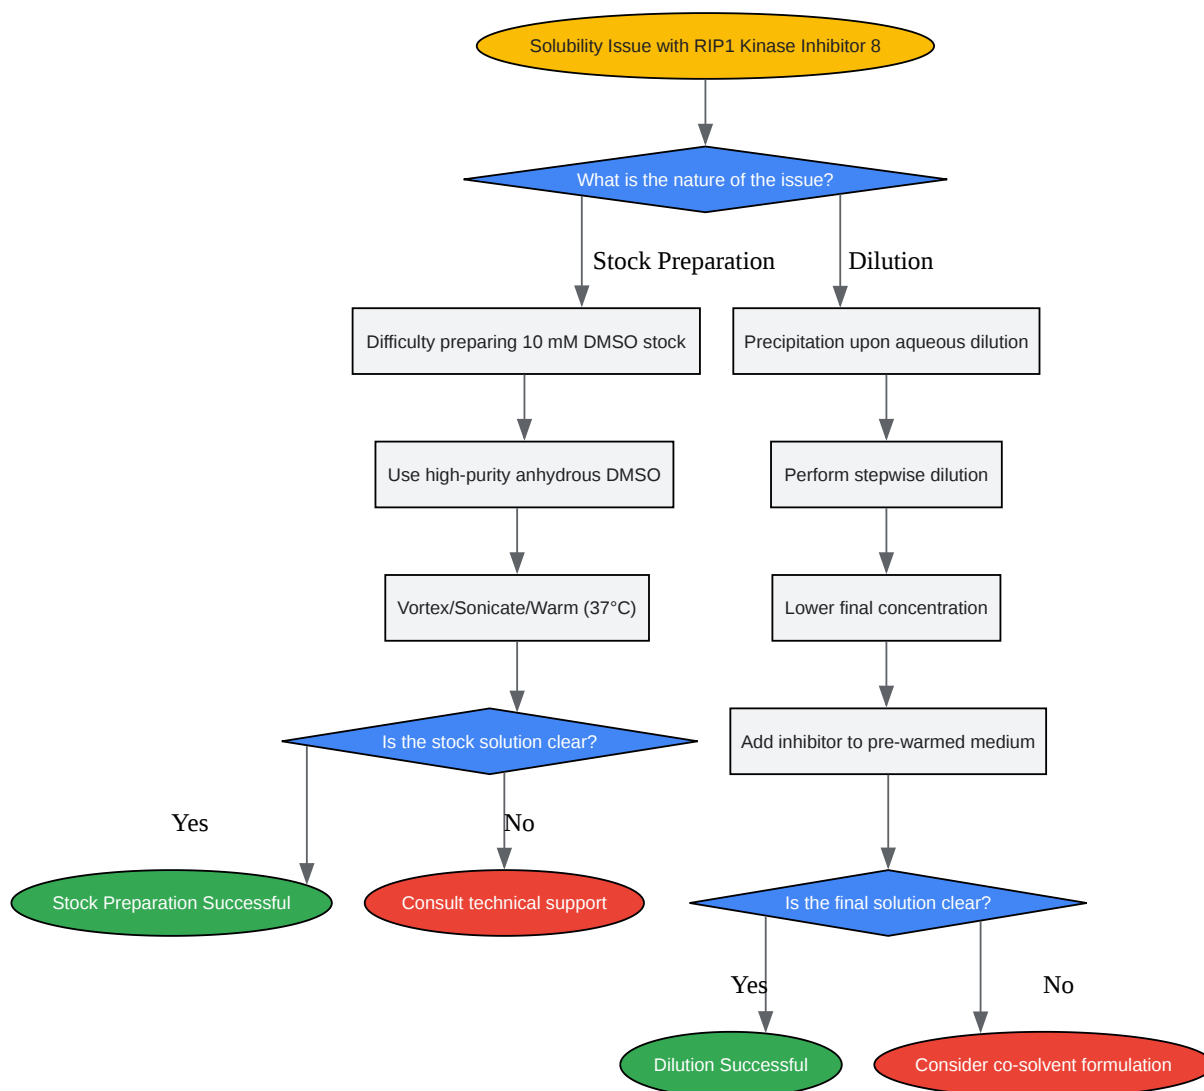 Solubility Issue with RIP1 Kinase Inhibitor 8
What is the nature of the issue?
Stock Preparation
Dilution
Difficulty preparing 10 mM DMSO stock
Precipitation upon aqueous dilution
Use high-purity anhydrous DMSO
Perform stepwise dilution
Vortex/Sonicate/Warm (37°C)
Lower final concentration
Is the stock solution clear?
Add inhibitor to pre-warmed medium
Yes
No
Stock Preparation Successful
Consult technical support
Is the final solution clear?
Yes
No
Dilution Successful
Consider co-solvent formulation